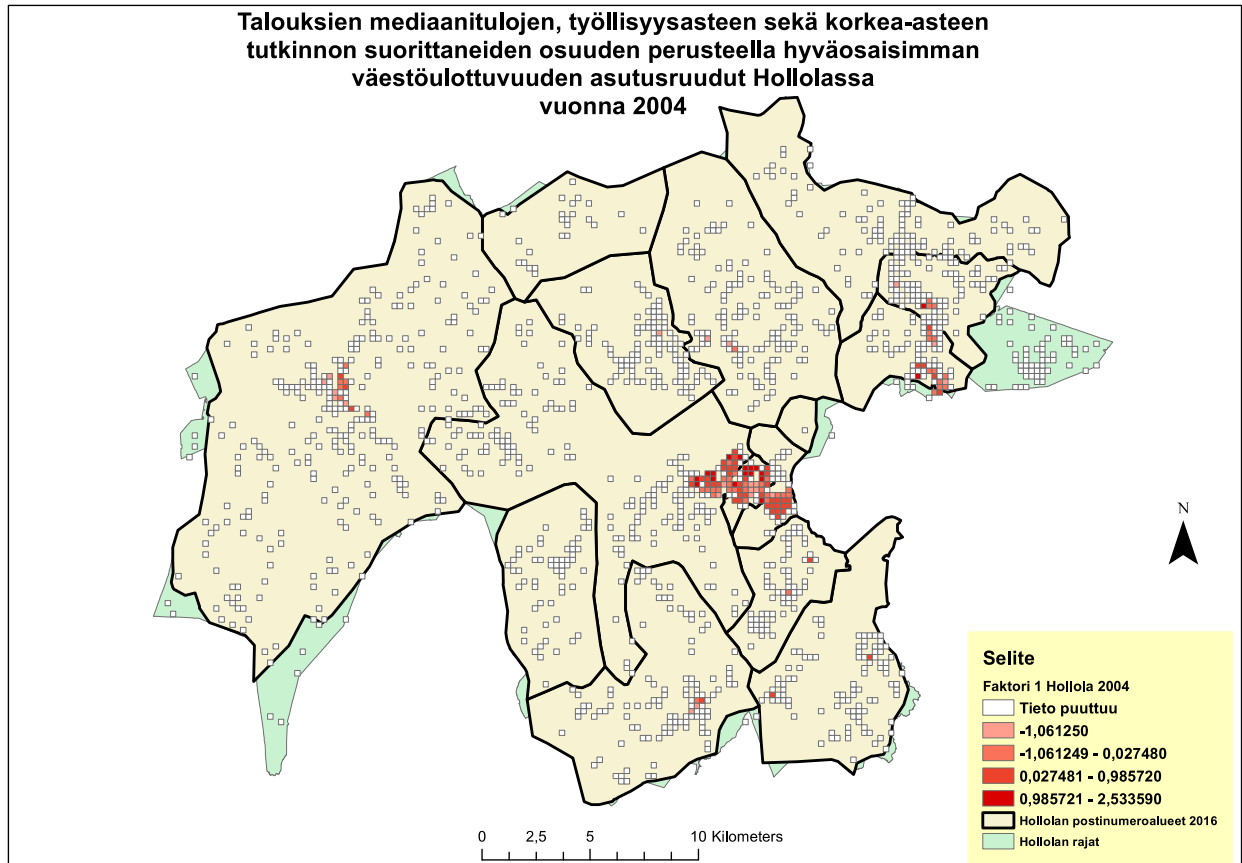 Talouksien mediaanitulojen, työllisyysasteen sekä korkea-asteen
tutkinnon suorittaneiden osuuden perusteella hyväosaisimman
väestöulottuvuuden asutusruudut Hollolassa
vuonna 2004
N
Selite
Faktori 1 Hollola 2004
Tieto puuttuu
-1,061250
-1,061249 - 0,027480
0,027481 - 0,985720
0,985721 - 2,533590
Hollolan postinumeroalueet 2016
Hollolan rajat
0 2,5 5 10 Kilometers